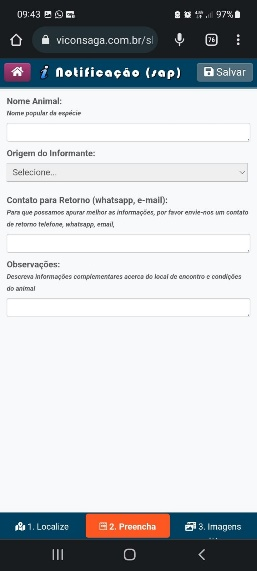 09:43
97%
viconsaga.com.br/sl
76
Notificação (sap)
Salvar
Nome Animal:
Nome popular da espécie
Origem do Informante:
Selecione...
Contato para Retorno (whatsapp, e-mail):
Para que possamos apurar melhor as informações, por favor envie-nos um contato
de retorno telefone, whatsapp, email,
Observações:
Descreva informações complementares acerca do local de encontro e condições
do animal
1. Localize
2. Preencha
3. Imagens